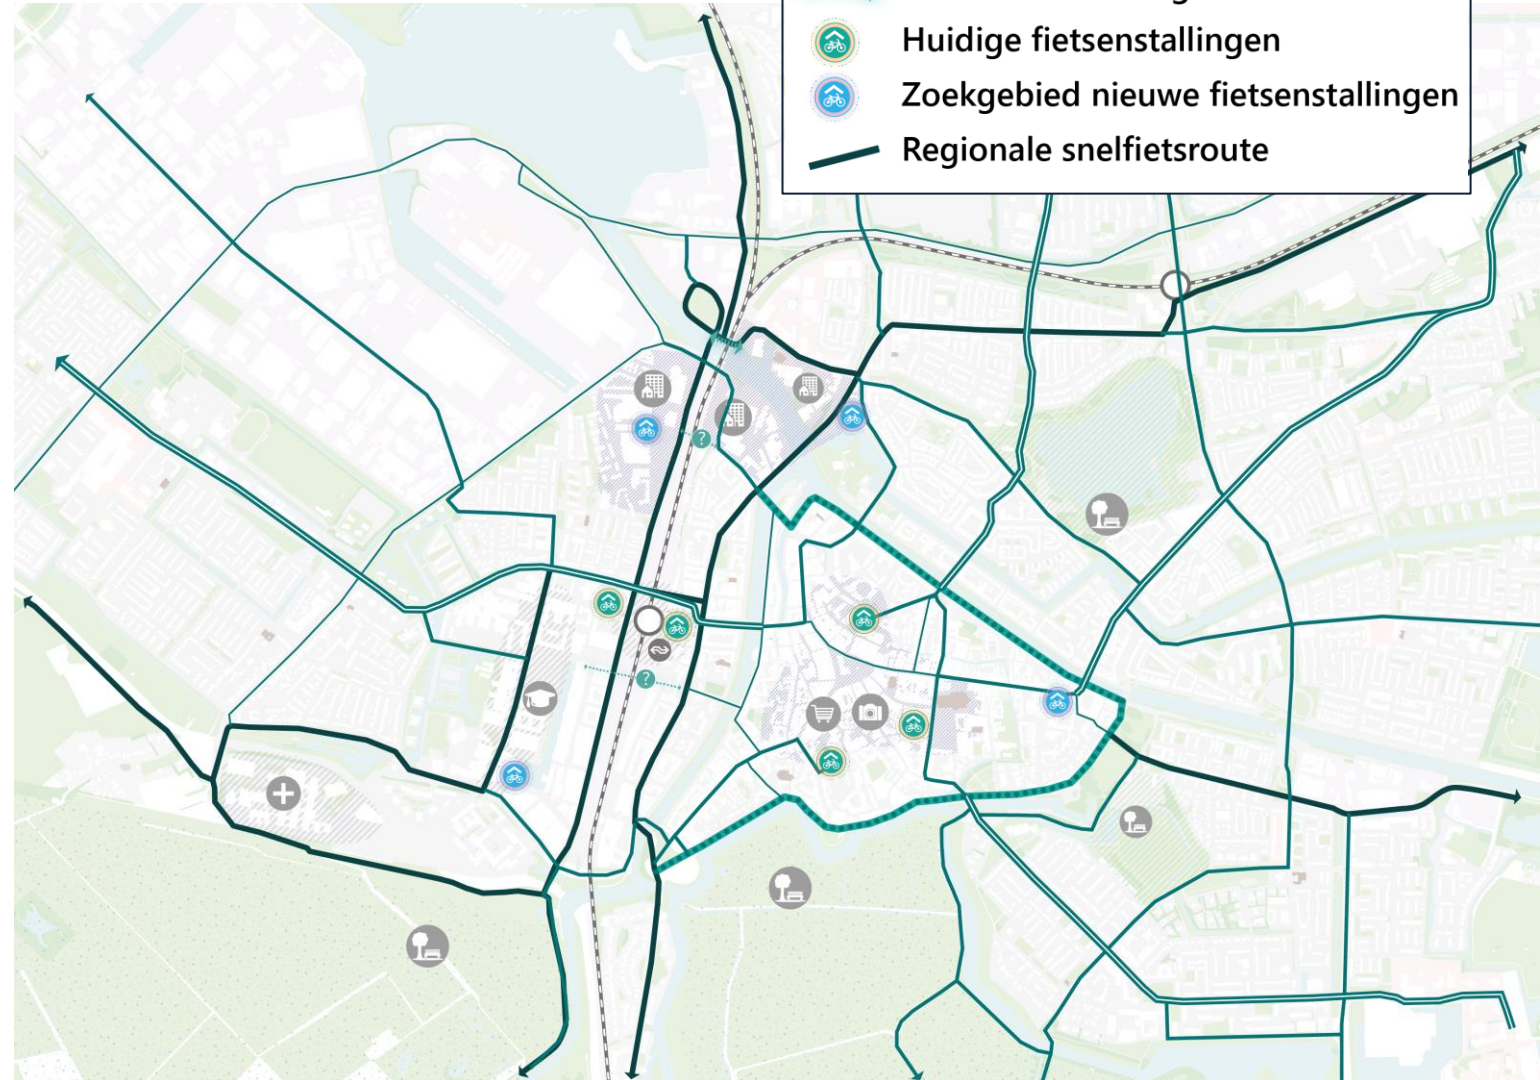 Huidige fietsenstallingen
Zoekgebied nieuwe fietsenstallingen
Regionale snelfietsroute
?
?